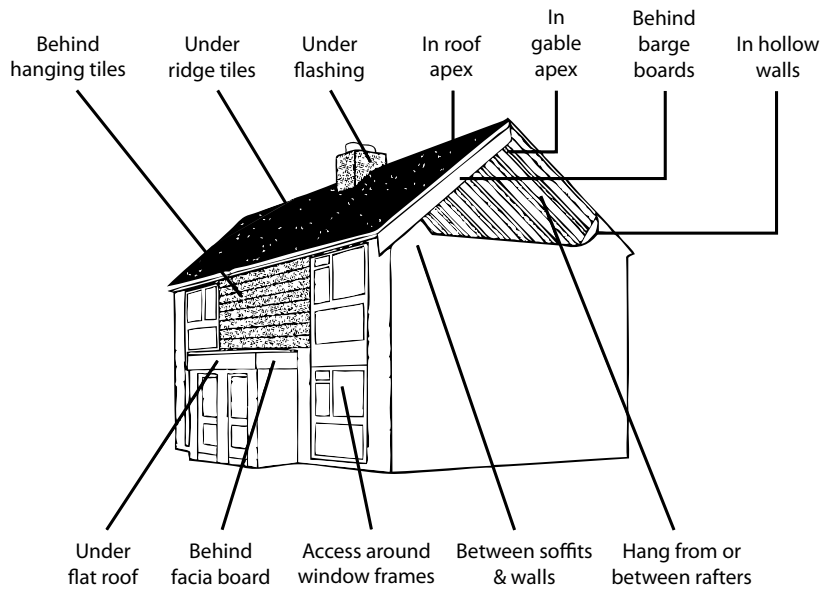 Behind
hanging tiles
Under
ridge tiles
Under
flashing
In roof
apex
In
gable
apex
Behind
barge
boards
In hollow
walls
Under
flat roof
Behind
facia board
Access around
window frames
Between soffits
& walls
Hang from or
between rafters